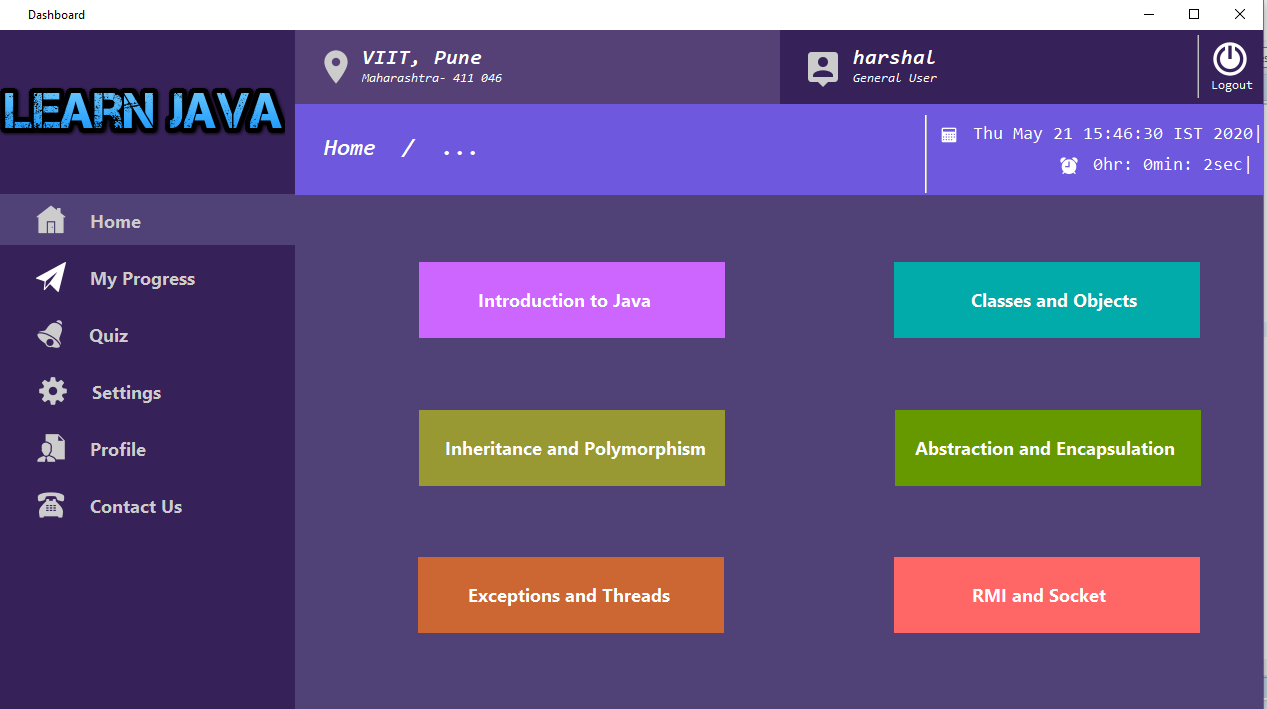 Dashboard
LEARN JAVA
VIIT, Pune
Maharashtra- 411 046
harshal
General User
Logout
Home / ...
Thu May 21 15:46:30 IST 2020|
0hr: 0min: 2sec|
Home
My Progress
Quiz
Settings
Profile
Contact Us
Introduction to Java
Classes and Objects
Inheritance and Polymorphism
Abstraction and Encapsulation
Exceptions and Threads
RMI and Socket